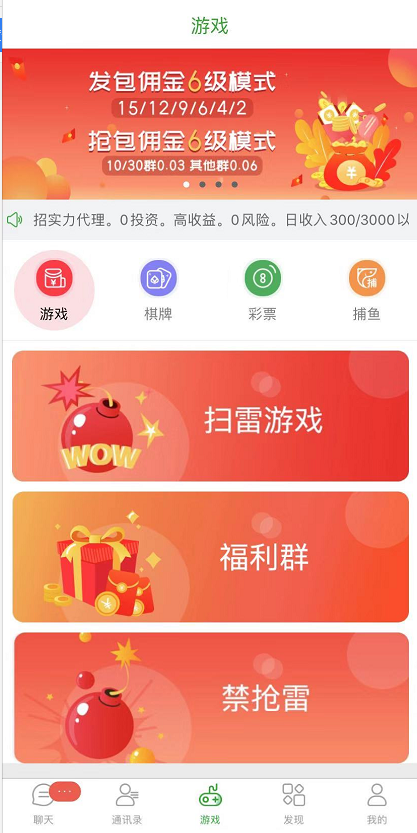 游戏
发包佣金6级模式
15/12/9/6/4/2
抢包佣金6级模式
10/30群0.03 其他群0.06
招实力代理。0投资。高收益。0风险。日收入300/3000以
游戏
棋牌
彩票
捕鱼
扫雷游戏
WOW
福利群
禁抢雷
聊天
通讯录
游戏
发现
我的